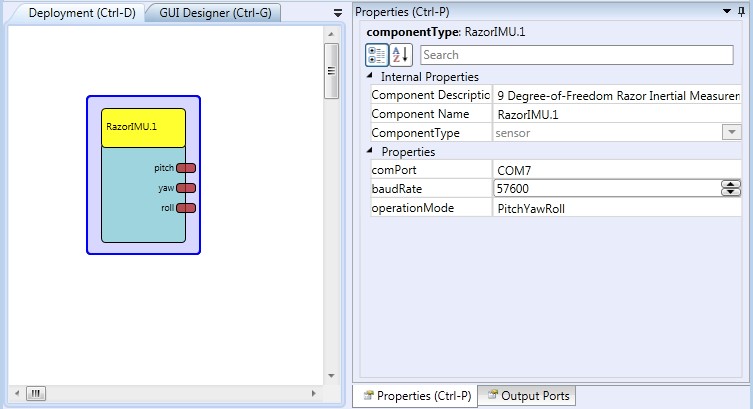 Deployment (Ctrl-D) GUI Designer (Ctrl-G)
RazorIMU.1
pitch
yaw
roll
Properties (Ctrl-P)
componentType: RazorIMU.1
A Z Search
Internal Properties
Component Descriptio 9 Degree-of-Freedom Razor Inertial Measurem
Component Name RazorIMU.1
ComponentType sensor
Properties
comPort COM7
baudRate 57600
operationMode PitchYawRoll
Properties (Ctrl-P) Output Ports